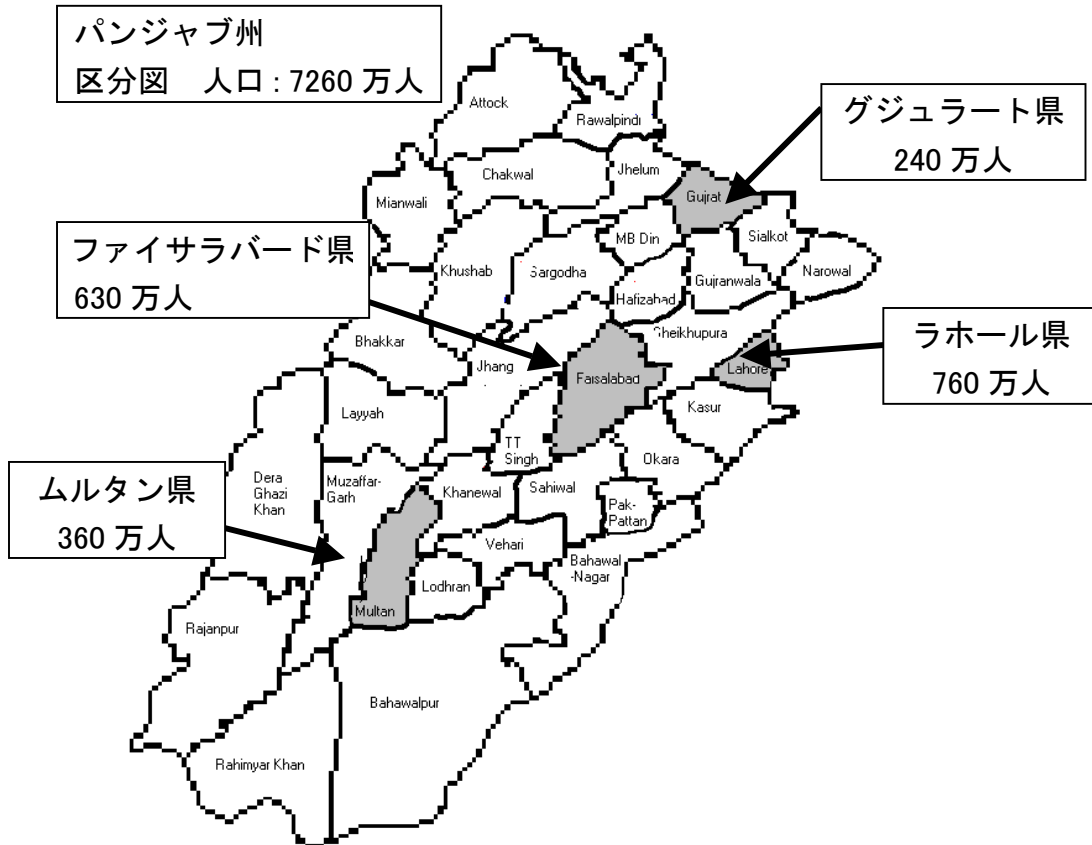 パンジャブ州
区分図 人口：7260 万人
グジュラート県
240 万人
ファイサラバード県
630 万人
ラホール県
760 万人
ムルタン県
360 万人
Attock
Rawalpindi
Chakwal
Jhelum
Mianwali
Gujrat
MB Din
Sialkot
Khushab
Sargodha
Gujranwala
Narowal
Hafizabad
Sheikhupura
Bhakkar
Jhang
Faisalabad
Lahore
Layyah
Kasur
TT
Singh
Okara
Dera
Ghazi
Khan
Muzaffar-
Garh
Khanewal
Sahiwal
Pak-
Pattan
Vehari
Bahawal
-Nagar
Lodhran
Multan
Rajanpur
Bahawalpur
Rahimyar Khan